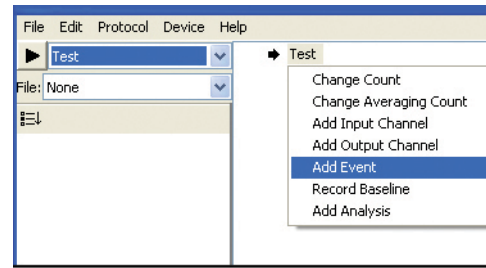 File Edit Protocol Device Help
Test
Test
File: None
Change Count
Change Averaging Count
Add Input Channel
Add Output Channel
Add Event
Record Baseline
Add Analysis